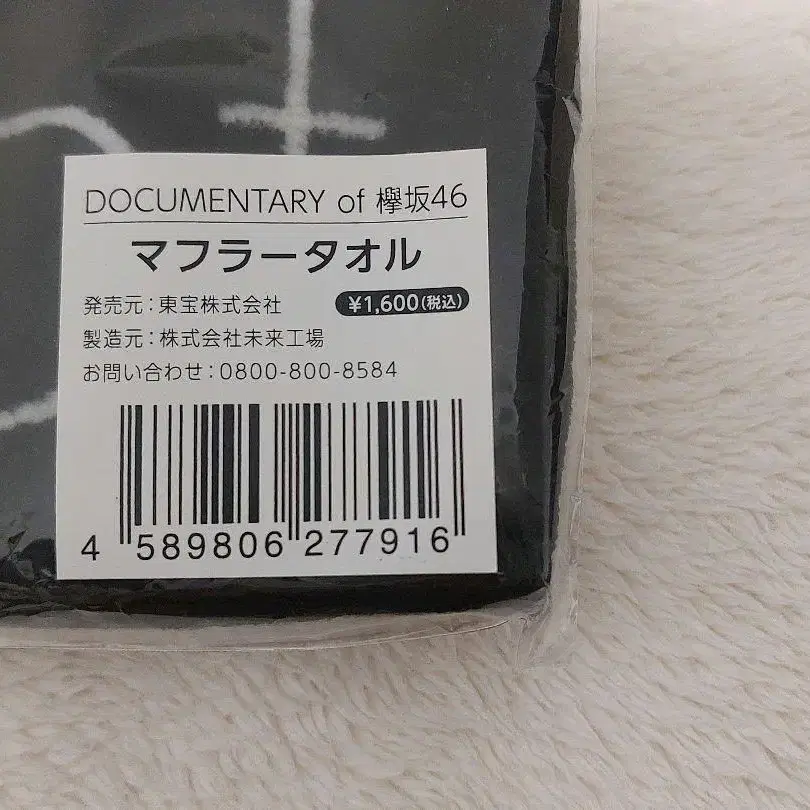 DOCUMENTARY of 欅坂46
マフラータオル
発売元：東宝株式会社 ¥1,600(税込)
製造元：株式会社未来工場
お問い合わせ：0800-800-8584
4 589806 277916